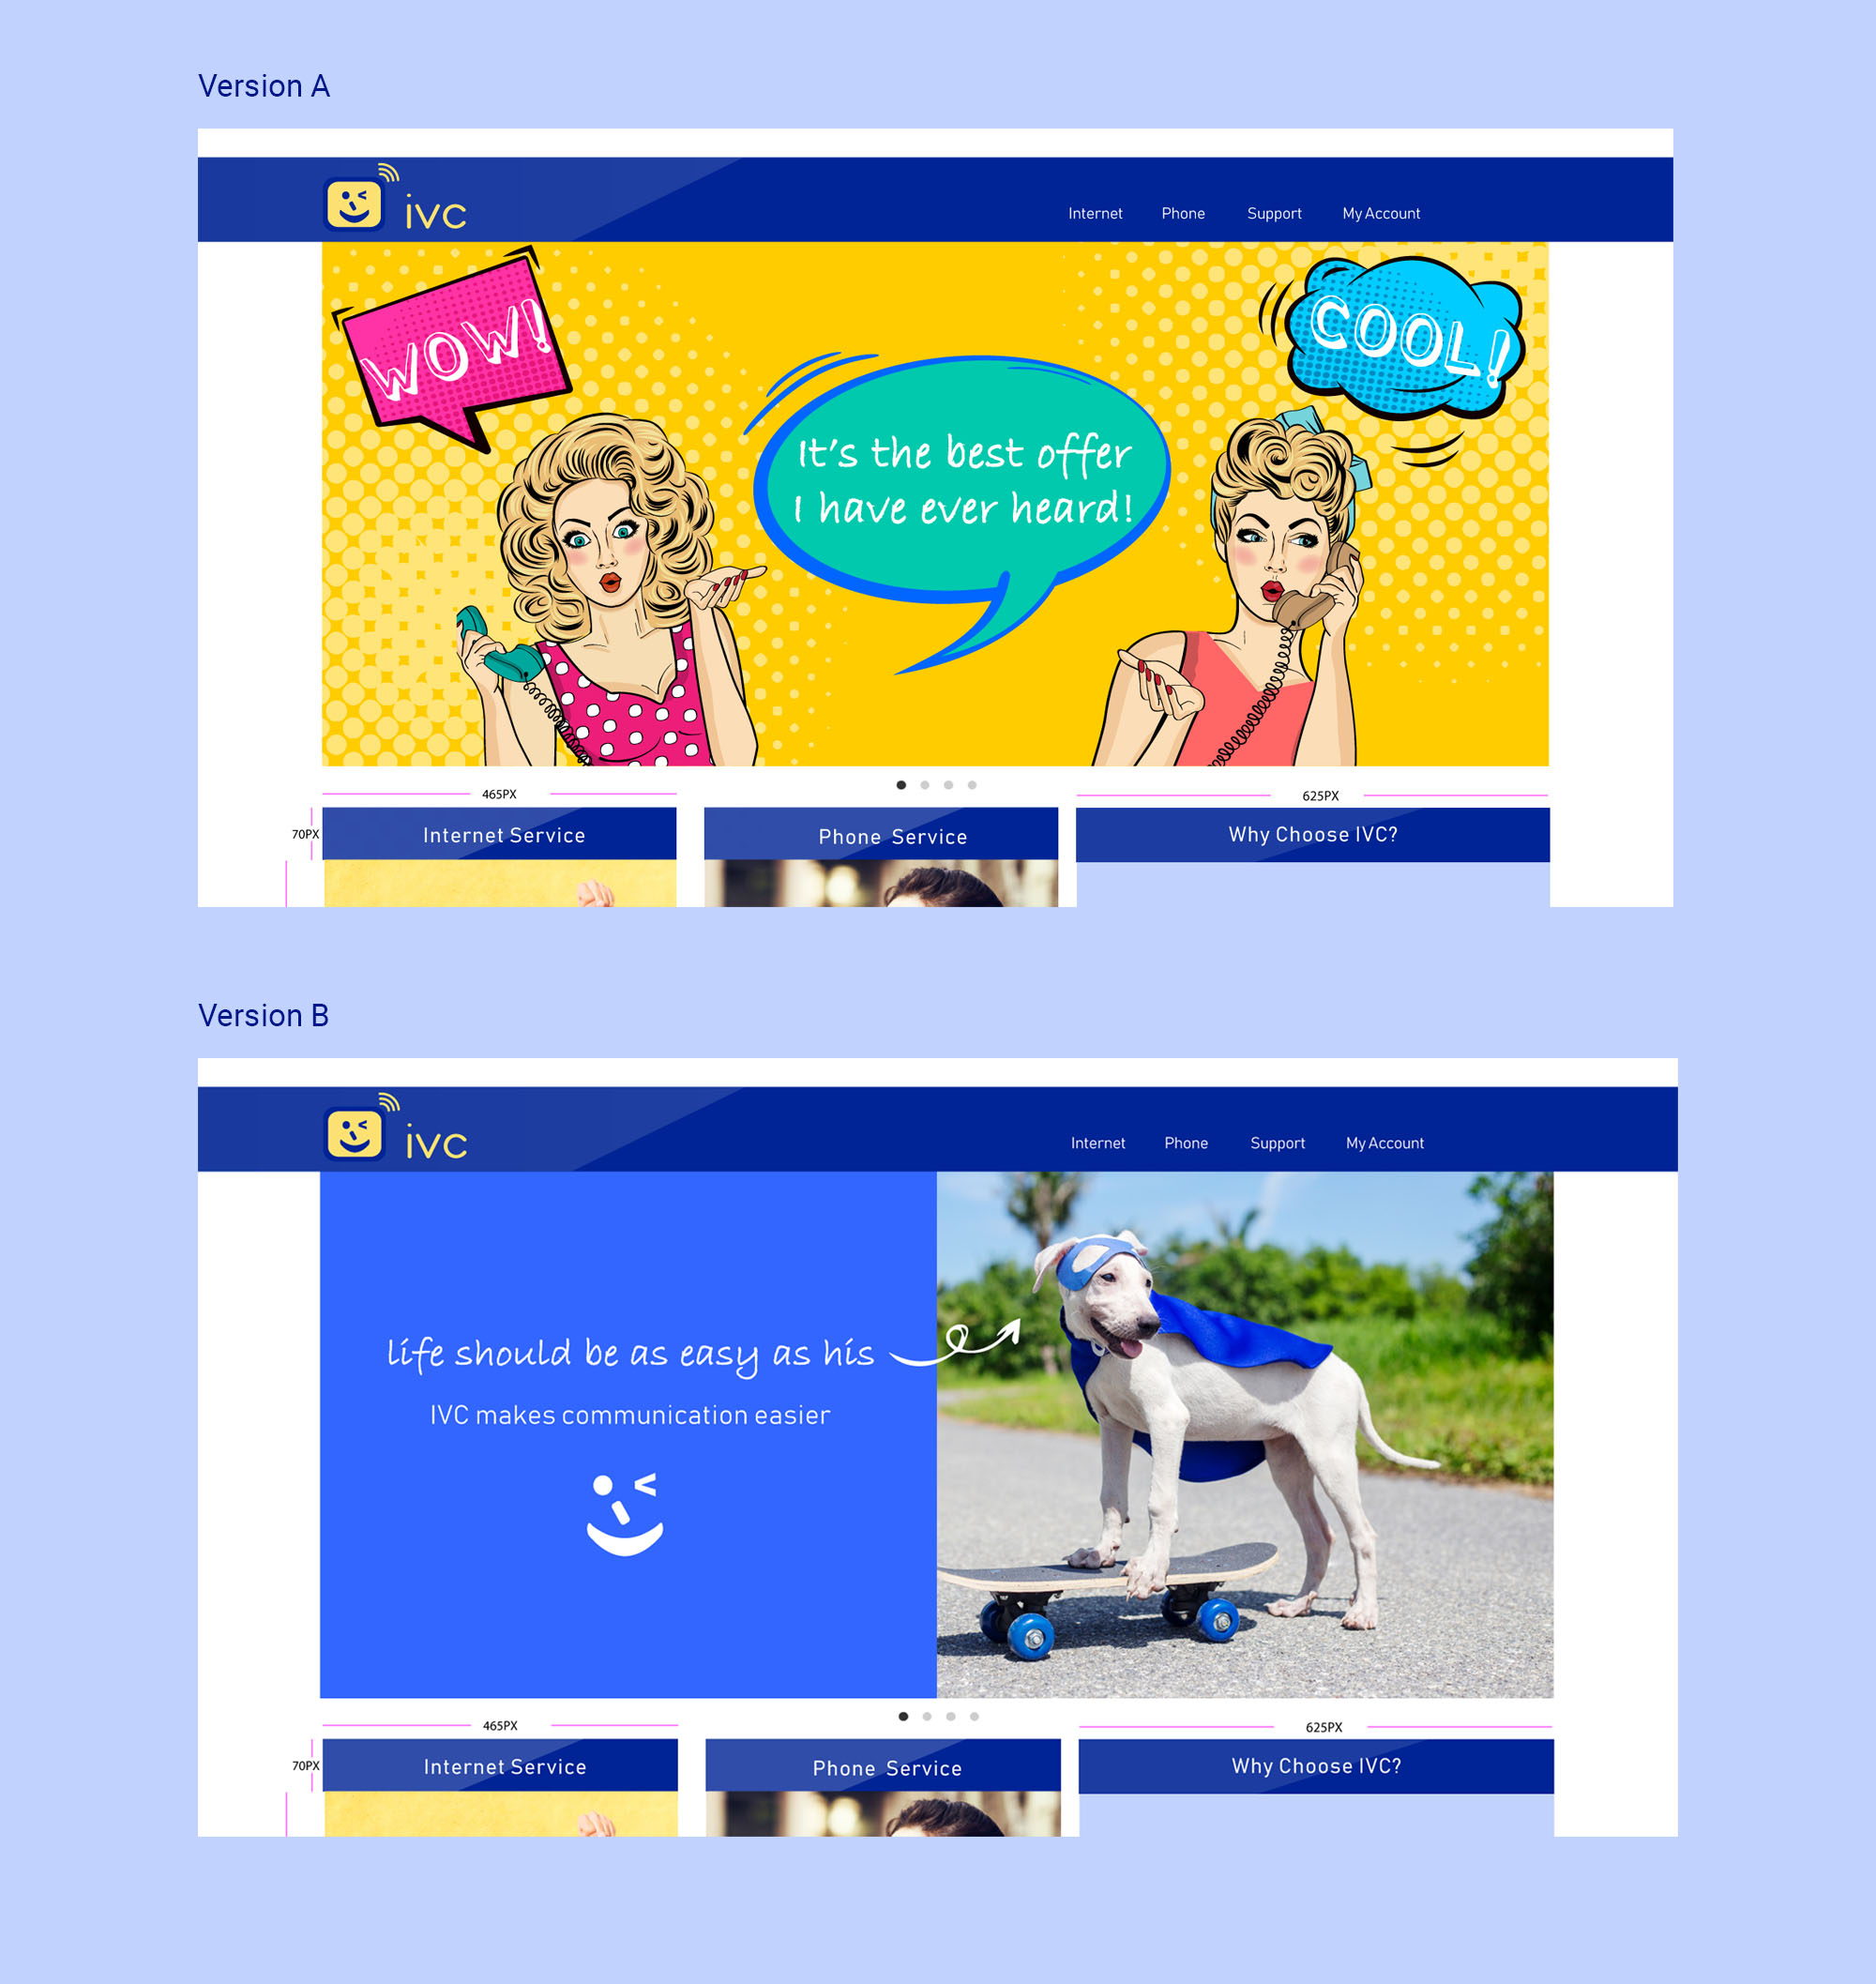 Version A
ivc
Internet Phone Support My Account
WOW!
COOL!
It's the best offer
I have ever heard!
465PX
625PX
70PX
Internet Service
Phone Service
Why Choose IVC?
Version B
ivc
Internet Phone Support My Account
life should be as easy as his
IVC makes communication easier
465PX
625PX
70PX
Internet Service
Phone Service
Why Choose IVC?